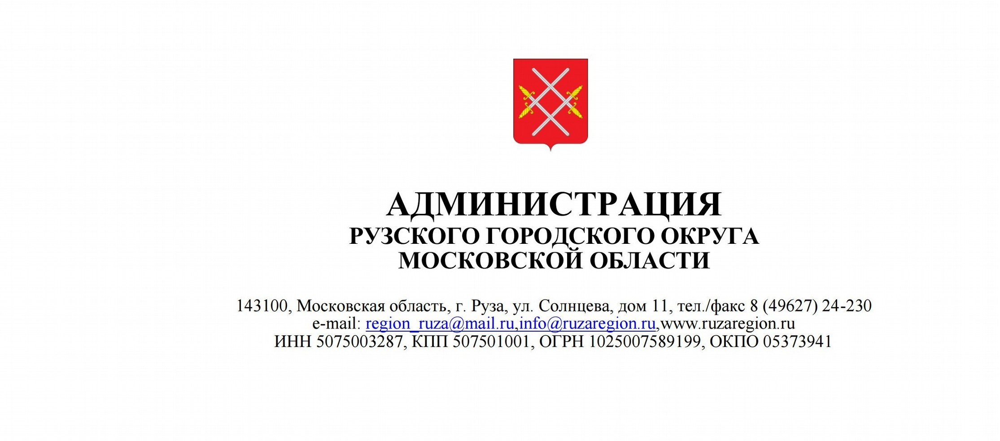 АДМИНИСТРАЦИЯ
РУЗСКОГО ГОРОДСКОГО ОКРУГА
МОСКОВСКОЙ ОБЛАСТИ
143100, Московская область, г. Руза, ул. Солнцева, дом 11, тел./факс 8 (49627) 24-230
e-mail: region_ruza@mail.ru,info@ruzaregion.ru,www.ruzaregion.ru
ИНН 5075003287, КПП 507501001, ОГРН 1025007589199, ОКПО 05373941